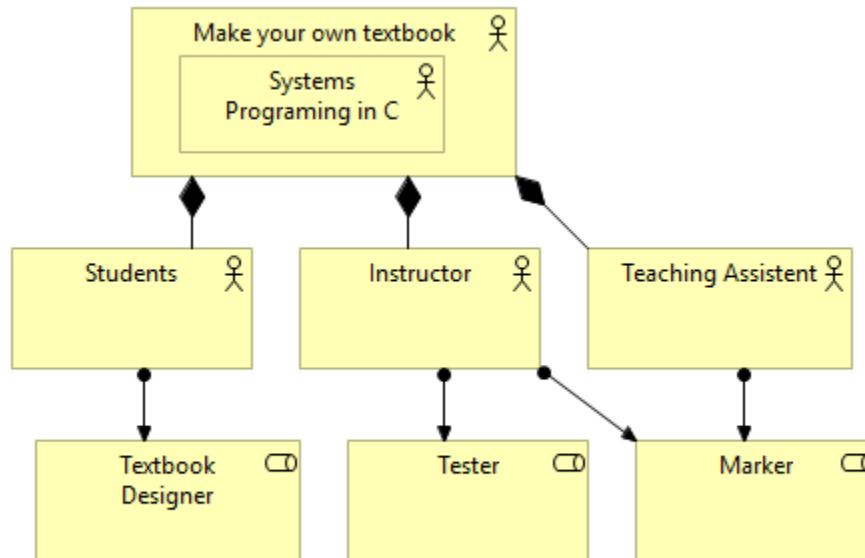 Make your own textbook
Systems
Programing in C
Students
Instructor
Teaching Assistent
Textbook
Designer
Tester
Marker